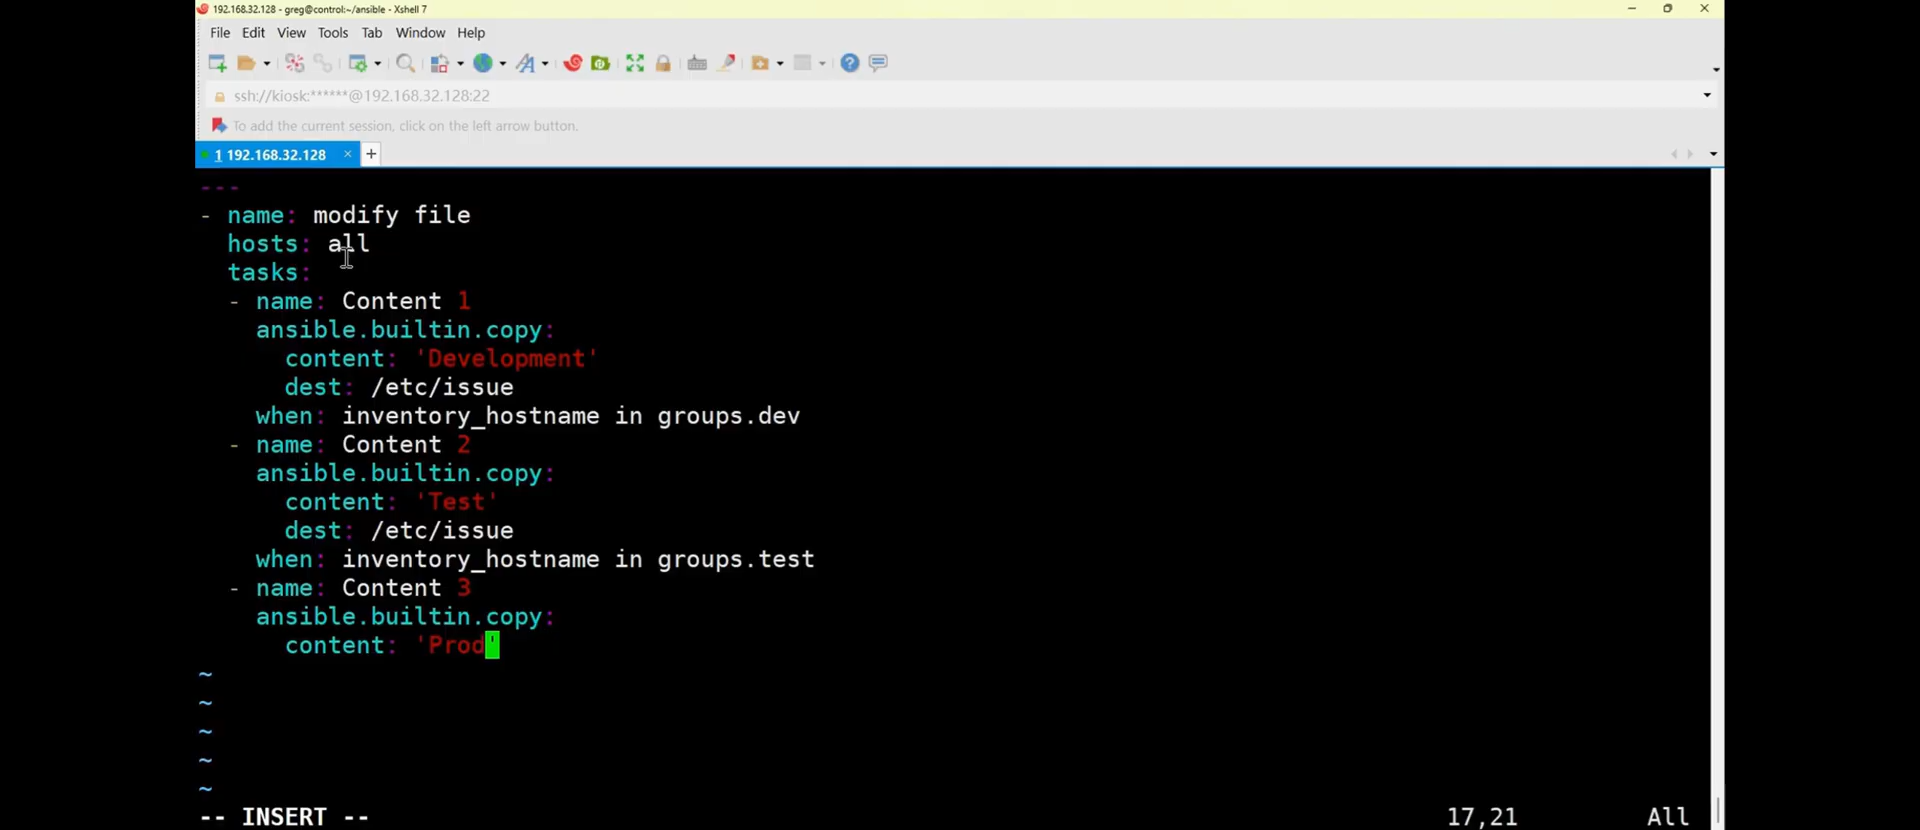 192.168.32.128 - greg@control:~/ansible - Xshell 7
File Edit View Tools Tab Window Help
ssh://kiosk:******@192.168.32.128:22
To add the current session, click on the left arrow button.
1 192.168.32.128 × +
---
- name: modify file
  hosts: all
  tasks:
  - name: Content 1
    ansible.builtin.copy:
      content: 'Development'
      dest: /etc/issue
    when: inventory_hostname in groups.dev
  - name: Content 2
    ansible.builtin.copy:
      content: 'Test'
      dest: /etc/issue
    when: inventory_hostname in groups.test
  - name: Content 3
    ansible.builtin.copy:
      content: 'Prod'
~
~
~
~
~
-- INSERT -- 17,21 All